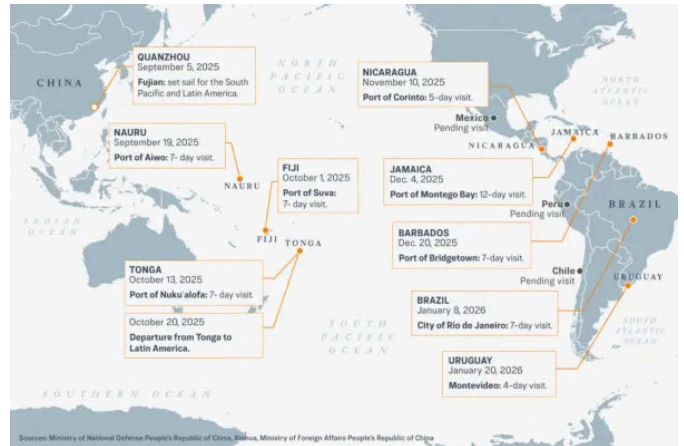 QUANZHOU
September 5, 2025
Fujian: set sail for the South
Pacific and Latin America.
CHINA
NORTH
PACIFIC
OCEAN
NICARAGUA
November 10, 2025
Port of Corinto: 5-day visit.
NORTH
ATLANTIC
OCEAN
Mexico
Pending visit
NAURU
September 19, 2025
Port of Aiwo: 7- day visit.
NAURU
NICARAGUA
JAMAICA
BARBADOS
FIJI
October 1, 2025
Port of Suva:
7- day visit.
JAMAICA
Dec. 4, 2025
Port of Montego Bay: 12-day visit.
Peru
Pending visit
BRAZIL
INDIAN
OCEAN
FIJI
TONGA
BARBADOS
Dec. 20, 2025
Port of Bridgetown: 7-day visit.
TONGA
October 13, 2025
Port of Nuku'alofa: 7- day visit.
Chile
Pending visit
URUGUAY
BRAZIL
January 8, 2026
City of Rio de Janeiro: 7-day visit.
October 20, 2025
Departure from Tonga to
Latin America.
SOUTH
PACIFIC
OCEAN
SOUTH
ATLANTIC
OCEAN
URUGUAY
January 20, 2026
Montevideo: 4-day visit.
SOUTHERN OCEAN
Sources: Ministry of National Defense People's Republic of China, Xinhua, Ministry of Foreign Affairs People's Republic of China